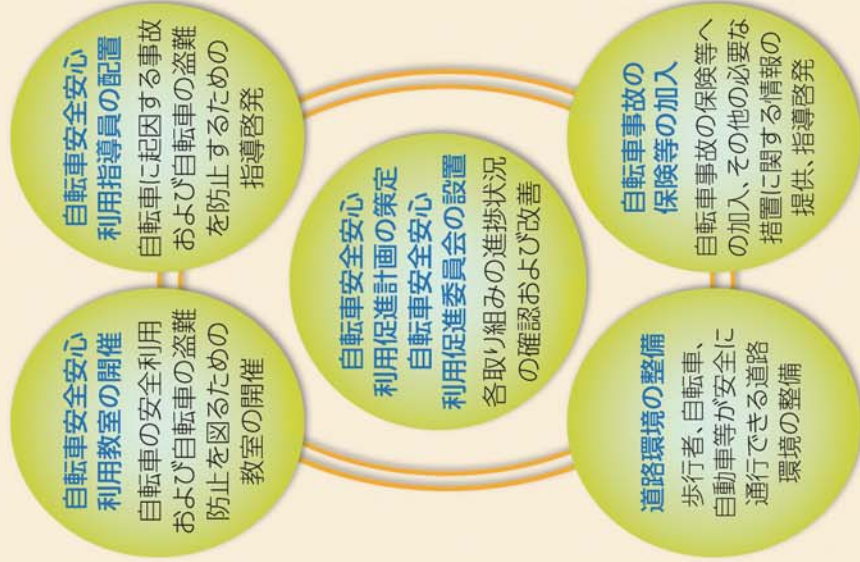 自転車安全安心
利用教室の開催
自転車の安全利用
および自転車の盗難
防止を図るための
教室の開催
自転車安全安心
利用指導員の配置
自転車に起因する事故
および自転車の盗難
を防止するための
指導啓発
自転車安全安心
利用促進計画の策定
自転車安全安心
利用促進委員会の設置
各取り組みの進捗状況
の確認および改善
道路環境の整備
歩行者、自転車、
自動車等が安全に
通行できる道路
環境の整備
自転車事故の
保険等の加入
自転車事故の保険等へ
の加入、その他の必要な
措置に関する情報の
提供、指導啓発